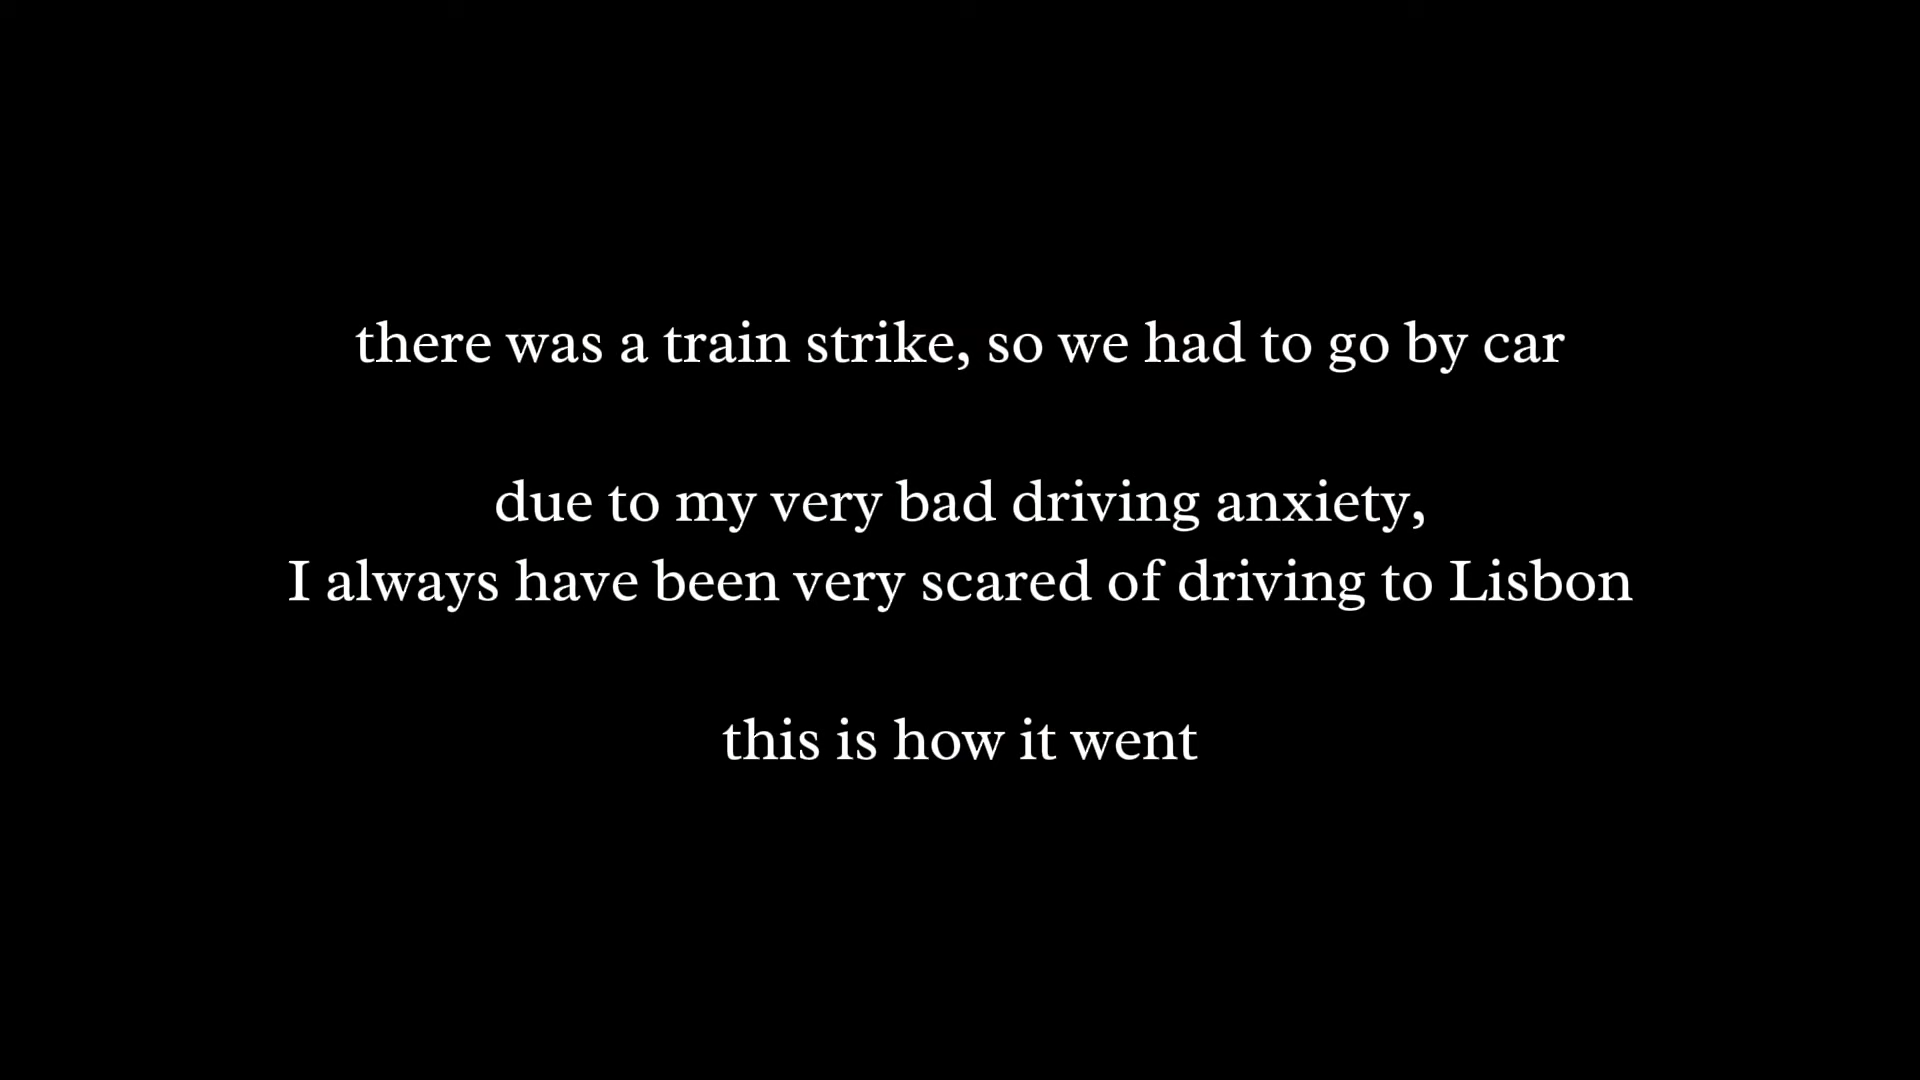 there was a train strike, so we had to go by car
due to my very bad driving anxiety,
I always have been very scared of driving to Lisbon
this is how it went